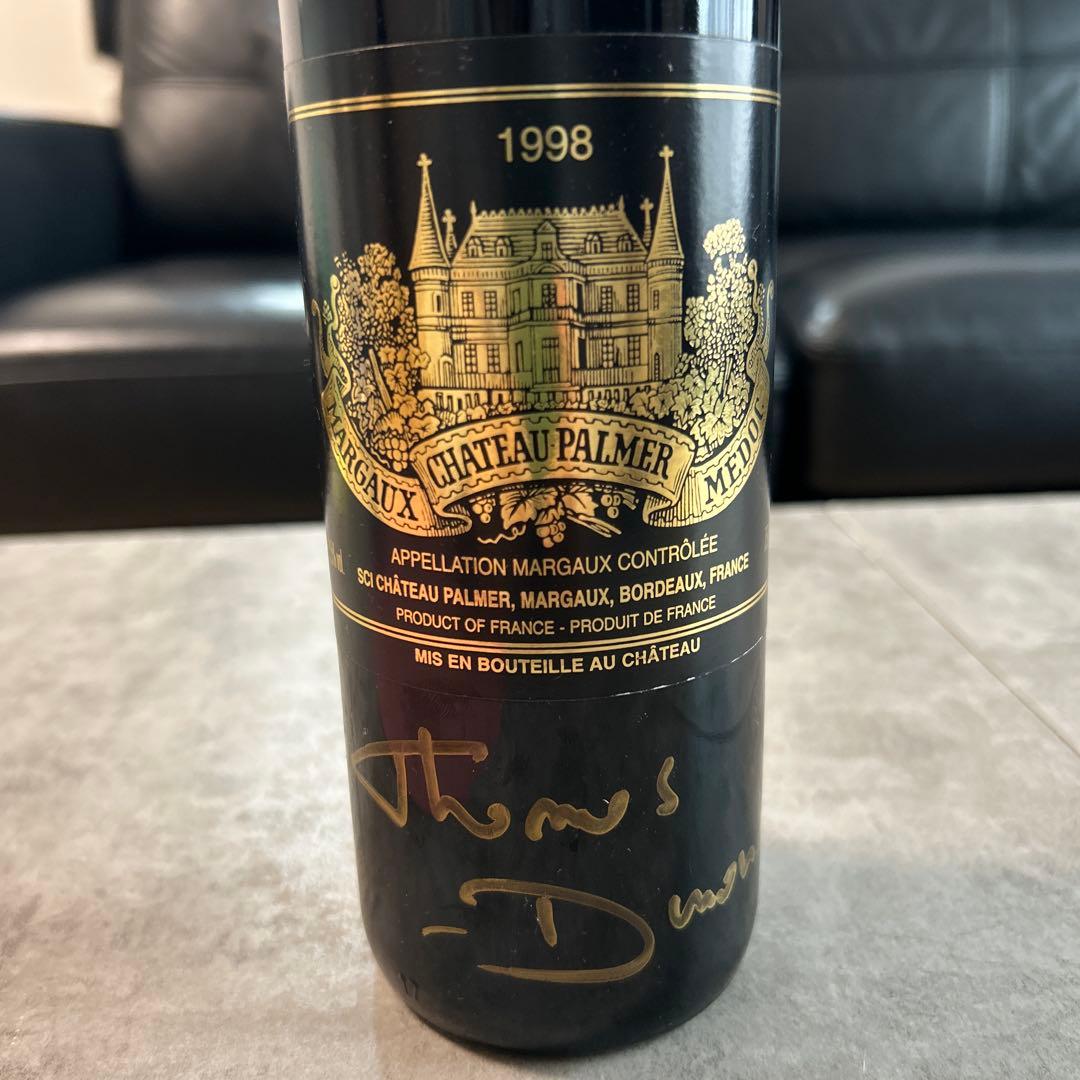 1998
MARGAUX
CHATEAU·PALMER
APPELLATION MARGAUX CONTRÔLÉE
SCI CHÂTEAU PALMER, MARGAUX, BORDEAUX, FRANCE
PRODUCT OF FRANCE - PRODUIT DE FRANCE
MIS EN BOUTEILLE AU CHÂTEAU
Thomas